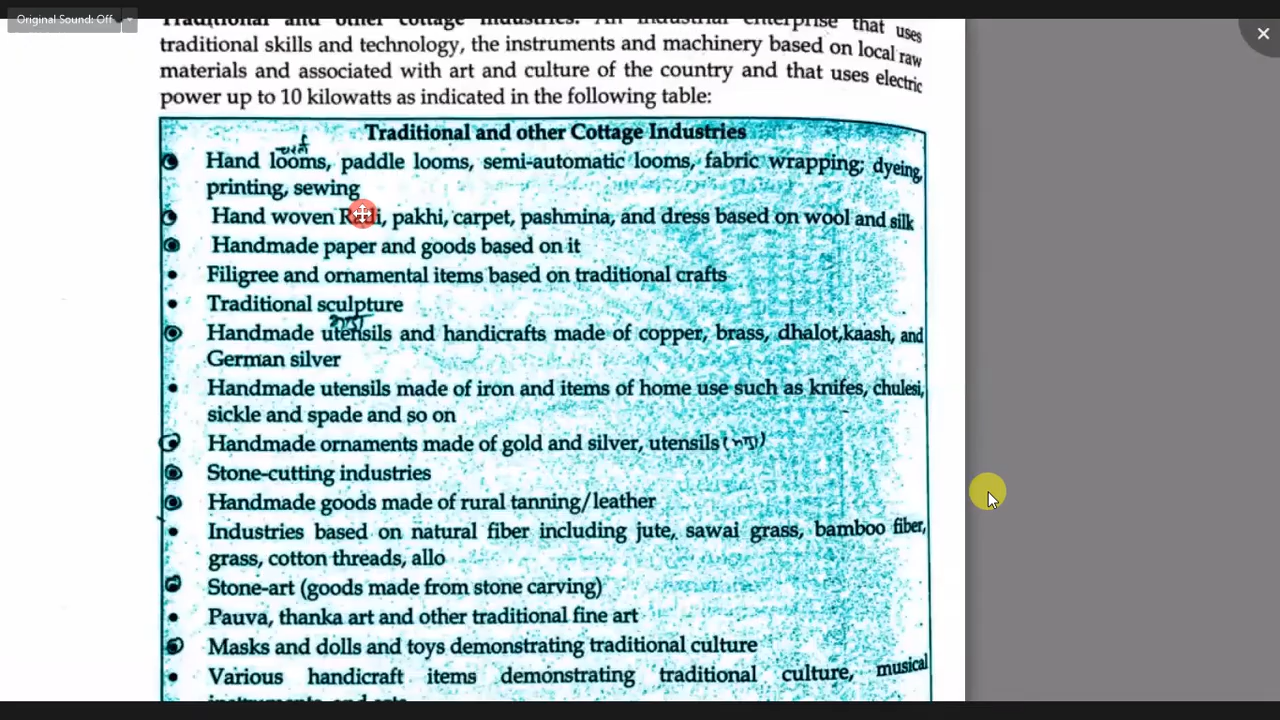 Original Sound: Off
Traditional and other cottage industries: An industrial enterprise that uses
traditional skills and technology, the instruments and machinery based on local raw
materials and associated with art and culture of the country and that uses electric
power up to 10 kilowatts as indicated in the following table:
Traditional and other Cottage Industries
Hand looms, paddle looms, semi-automatic looms, fabric wrapping; dyeing,
printing, sewing
Hand woven Radi, pakhi, carpet, pashmina, and dress based on wool and silk
Handmade paper and goods based on it
Filigree and ornamental items based on traditional crafts
Traditional sculpture
Handmade utensils and handicrafts made of copper, brass, dhalot,kaash, and
German silver
Handmade utensils made of iron and items of home use such as knifes, chulesi,
sickle and spade and so on
Handmade ornaments made of gold and silver, utensils
Stone-cutting industries
Handmade goods made of rural tanning/leather
Industries based on natural fiber including jute, sawai grass, bamboo fiber,
grass, cotton threads, allo
Stone-art (goods made from stone carving)
Pauva, thanka art and other traditional fine art
Masks and dolls and toys demonstrating traditional culture
Various handicraft items demonstrating traditional culture, musical